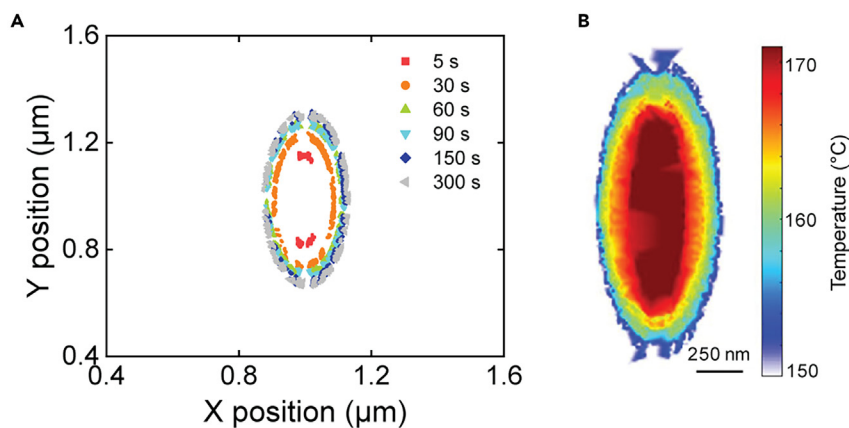 A
B
1.6
1.2
0.8
0.4
Y position (μm)
0.4 0.8 1.2 1.6
X position (μm)
5 s
30 s
60 s
90 s
150 s
300 s
250 nm
170
160
150
Temperature (°C)